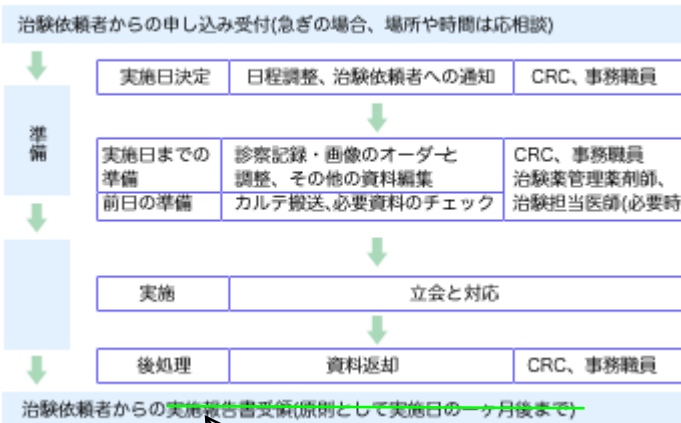 治験依頼者からの申し込み受付(急ぎの場合、場所や時間は応相談)
実施日決定 日程調整、治験依頼者への通知 CRC、事務職員
準備
実施日までの準備 診察記録・画像のオーダーと CRC、事務職員
調整、その他の資料編集 治験薬管理薬剤師、
前日の準備 カルテ搬送、必要資料のチェック 治験担当医師(必要時
実施 立会と対応
後処理 資料返却 CRC、事務職員
治験依頼者からの実施報告書受領(原則として実施日の一ヶ月後まで)